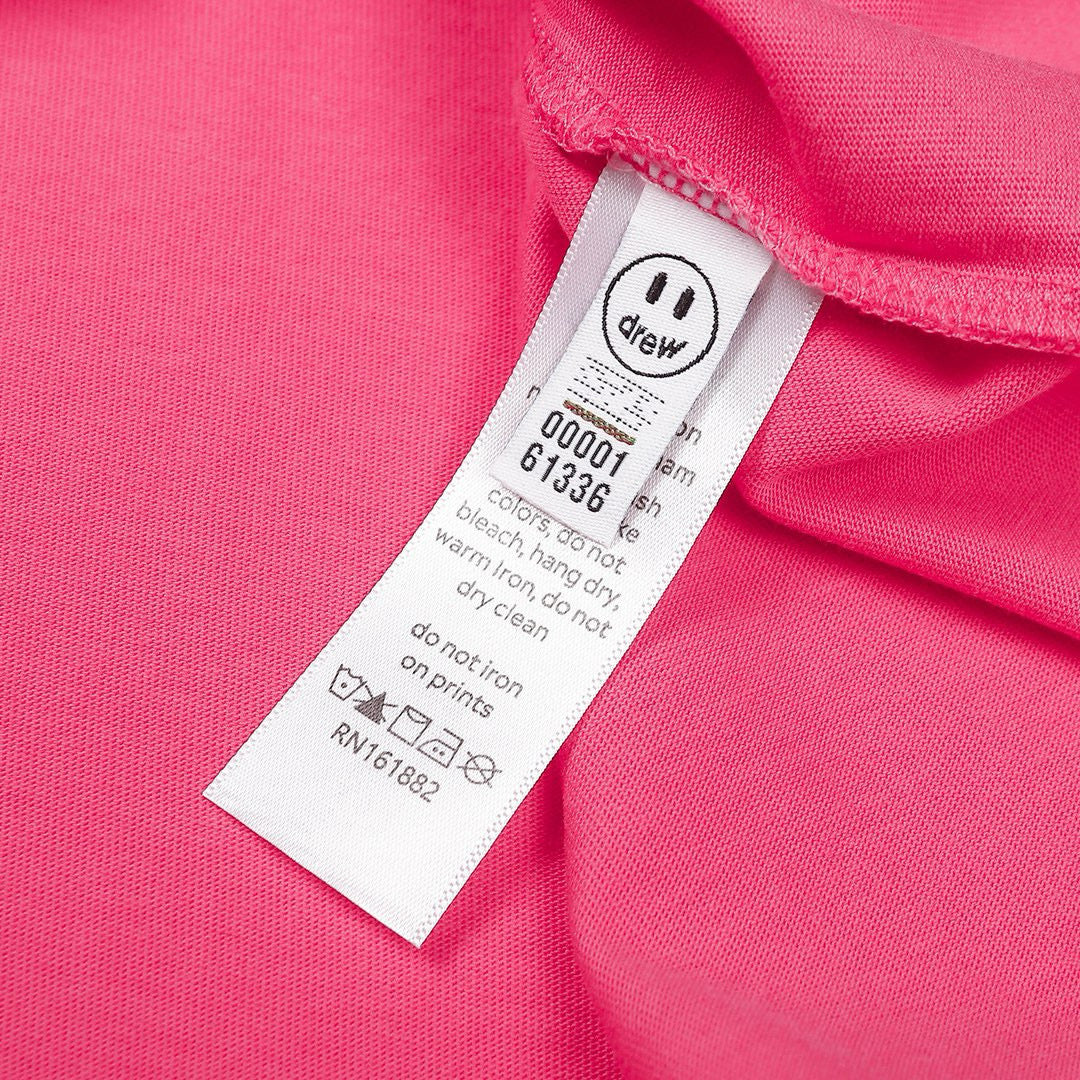 drew
00001
61336
colors, do not
bleach, hang dry,
warm iron, do not
dry clean
do not iron
on prints
RN161882